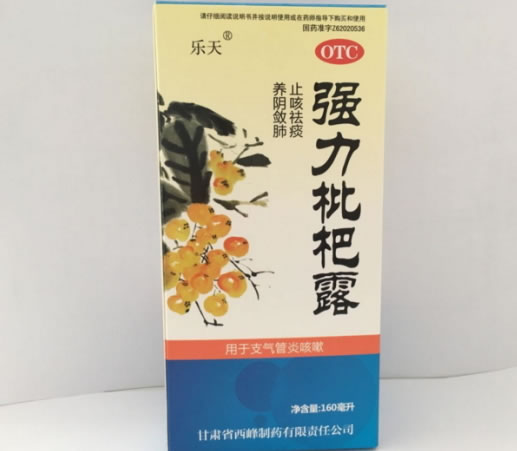 请仔细阅读说明书并按说明使用或在药师指导下购买和使用
国药准字Z62020536
乐天®
OTC
强力枇杷露
止咳祛痰
养阴敛肺
用于支气管炎咳嗽
净含量:160毫升
甘肃省西峰制药有限责任公司